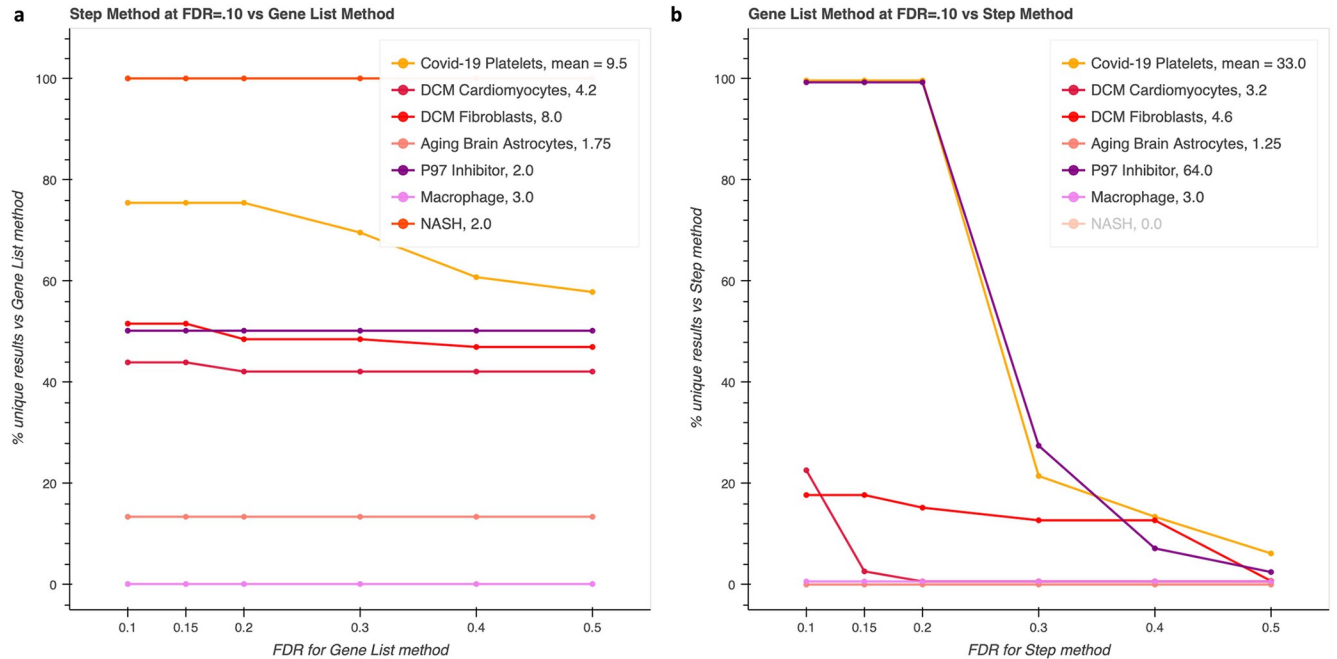 a
Step Method at FDR=.10 vs Gene List Method
Covid-19 Platelets, mean = 9.5
DCM Cardiomyocytes, 4.2
DCM Fibroblasts, 8.0
Aging Brain Astrocytes, 1.75
P97 Inhibitor, 2.0
Macrophage, 3.0
NASH, 2.0
% unique results vs Gene List method
100
80
60
40
20
0
0.1
0.15
0.2
0.3
0.4
0.5
FDR for Gene List method
b
Gene List Method at FDR=.10 vs Step Method
Covid-19 Platelets, mean = 33.0
DCM Cardiomyocytes, 3.2
DCM Fibroblasts, 4.6
Aging Brain Astrocytes, 1.25
P97 Inhibitor, 64.0
Macrophage, 3.0
NASH, 0.0
% unique results vs Step method
100
80
60
40
20
0
0.1
0.15
0.2
0.3
0.4
0.5
FDR for Step method